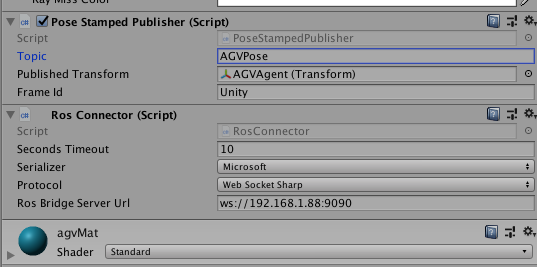 Ray Miss Color
Pose Stamped Publisher (Script)
Script PoseStampedPublisher
Topic AGVPose
Published Transform AGVAgent (Transform)
Frame Id Unity
Ros Connector (Script)
Script RosConnector
Seconds Timeout 10
Serializer Microsoft
Protocol Web Socket Sharp
Ros Bridge Server Url ws://192.168.1.88:9090
agvMat
Shader Standard